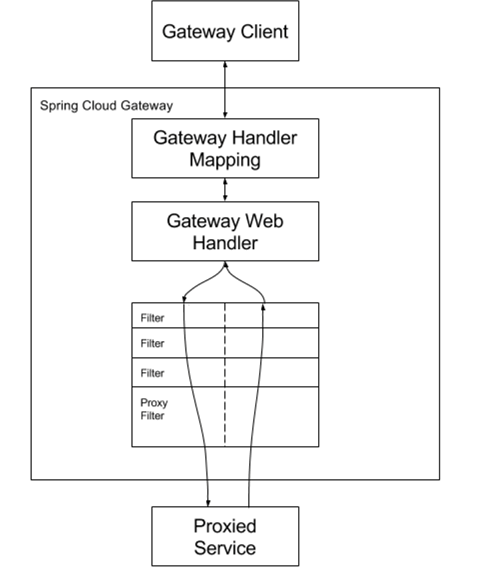 Gateway Client
Spring Cloud Gateway
Gateway Handler
Mapping
Gateway Web
Handler
Filter
Filter
Filter
Proxy
Filter
Proxied
Service